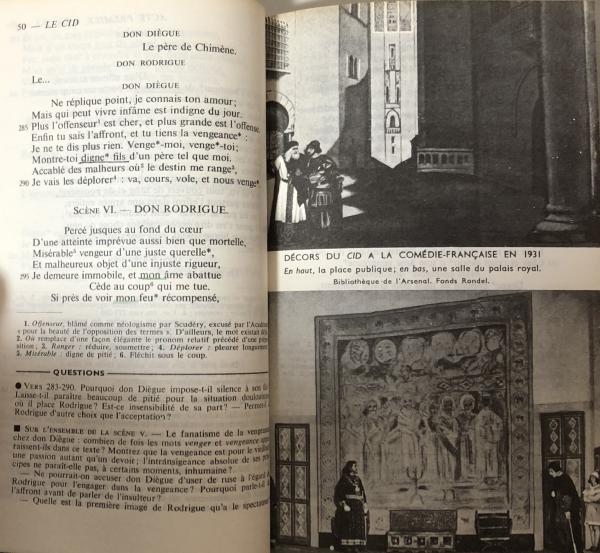 50 — LE CID
DON DIÈGUE
Le père de Chimène.
DON RODRIGUE
Le...
DON DIÈGUE
Ne réplique point, je connais ton amour;
Mais qui peut vivre infâme est indigne du jour.
285 Plus l'offenseur¹ est cher, et plus grande est l'offense.
Enfin tu sais l'affront, et tu tiens la vengeance* :
Je ne te dis plus rien. Venge*-moi, venge*-toi;
Montre-toi digne* fils d'un père tel que moi.
Accablé des malheurs où² le destin me range³,
290 Je vais les déplorer⁴ : va, cours, vole, et nous venge*
SCÈNE VI. — DON RODRIGUE.
Percé jusques au fond du cœur
D'une atteinte imprévue aussi bien que mortelle,
Misérable⁵ vengeur d'une juste querelle*,
Et malheureux objet d'une injuste rigueur,
295 Je demeure immobile, et mon âme abattue
Cède au coup⁶ qui me tue.
Si près de voir mon feu* récompensé,
1. Offenseur, blâmé comme néologisme par Scudéry, excusé par l'Acad
« pour la beauté de l'opposition des termes ». D'ailleurs, le mot existait
2. Où remplace d'une façon élégante le pronom relatif précédé d'une
sition; 3. Ranger : réduire, soumettre; 4. Déplorer : pleurer longuement
5. Misérable : digne de pitié; 6. Fléchit sous le coup.
QUESTIONS
● VERS 283-290. Pourquoi don Diègue impose-t-il silence à son
Laisse-t-il paraître beaucoup de pitié pour la situation
où il place Rodrigue? Est-ce insensibilité de sa part? —
Rodrigue d'autre choix que l'acceptation?
■ SUR L'ENSEMBLE DE LA SCÈNE V. — Le fanatisme de la vengeance
chez don Diègue : combien de fois les mots venger et vengeance
raissent-ils dans ce texte? Montrez que la vengeance est pour le
une passion autant qu'un devoir; l'intransigeance absolue de ses
cipes ne paraît-elle pas, à certains moments, inhumaine?
— Ne pourrait-on accuser don Diègue d'user de ruse à l'égard
Rodrigue pour l'engager dans la vengeance? Pourquoi
l'affront avant de parler de l'insulteur?
— Quelle est la première image de Rodrigue qu'a le
DÉCORS DU CID A LA COMÉDIE-FRANÇAISE EN 1931
En haut, la place publique; en bas, une salle du palais royal.
Bibliothèque de l'Arsenal. Fonds Rondel.